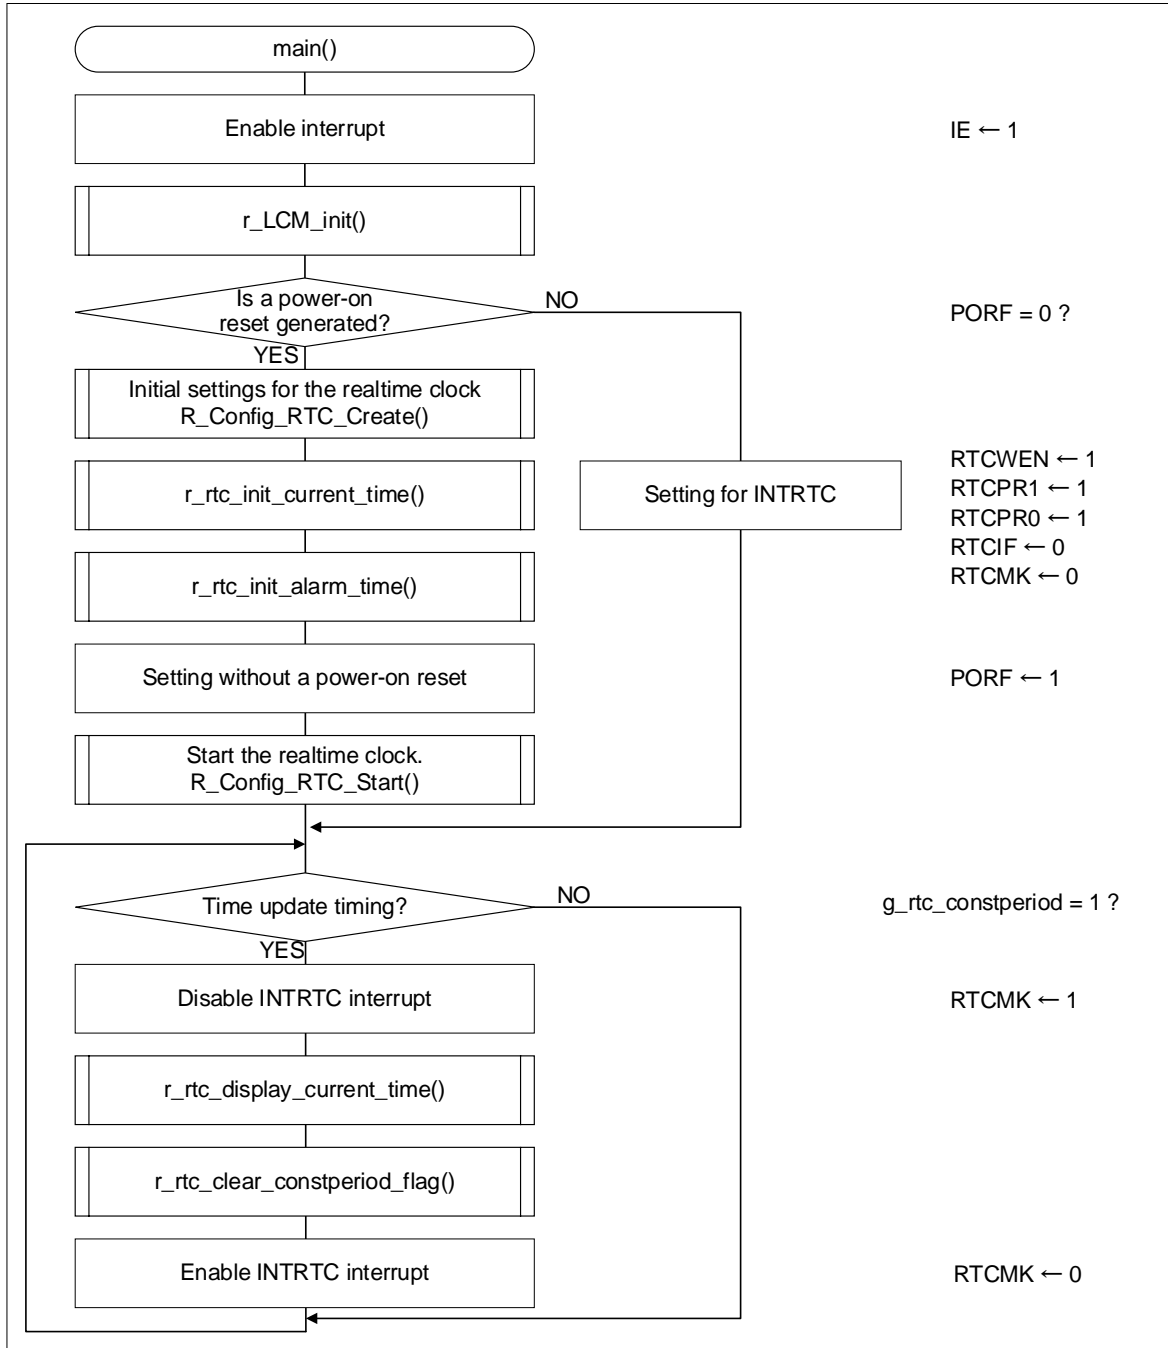 main()
Enable interrupt
IE ← 1
r_LCM_init()
Is a power-on
reset generated?
NO
PORF = 0 ?
YES
Initial settings for the realtime clock
R_Config_RTC_Create()
r_rtc_init_current_time()
Setting for INTRTC
RTCWEN ← 1
RTCPR1 ← 1
RTCPR0 ← 1
RTCIF ← 0
RTCMK ← 0
r_rtc_init_alarm_time()
Setting without a power-on reset
PORF ← 1
Start the realtime clock.
R_Config_RTC_Start()
Time update timing?
NO
g_rtc_constperiod = 1 ?
YES
Disable INTRTC interrupt
RTCMK ← 1
r_rtc_display_current_time()
r_rtc_clear_constperiod_flag()
Enable INTRTC interrupt
RTCMK ← 0